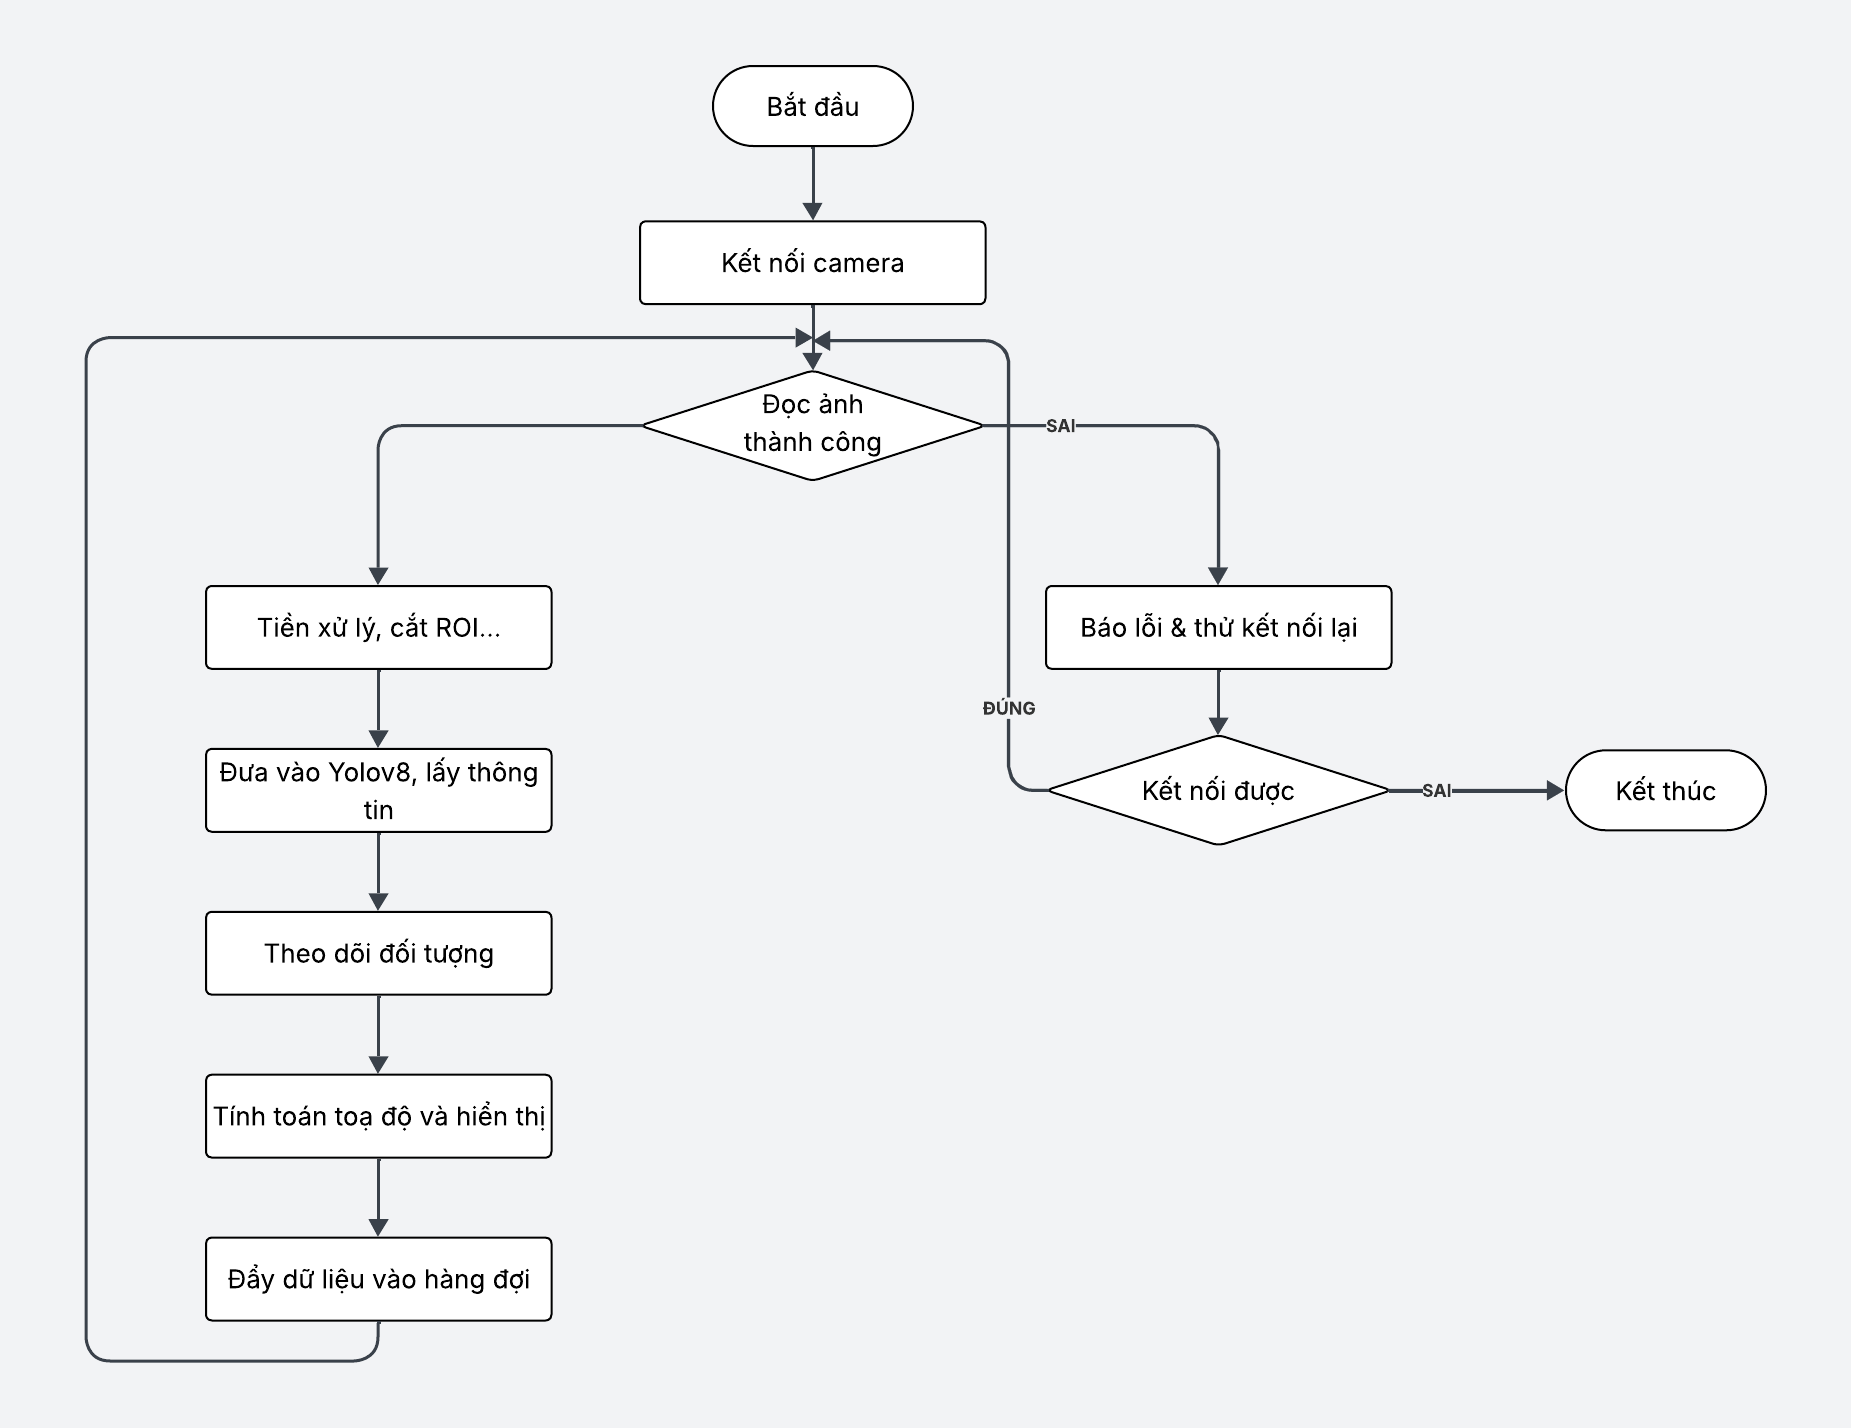 Bắt đầu
Kết nối camera
Đọc ảnh
thành công
SAI
Tiền xử lý, cắt ROI...
Báo lỗi & thử kết nối lại
ĐÚNG
Đưa vào Yolov8, lấy thông
tin
Kết nối được
SAI
Kết thúc
Theo dõi đối tượng
Tính toán toạ độ và hiển thị
Đẩy dữ liệu vào hàng đợi